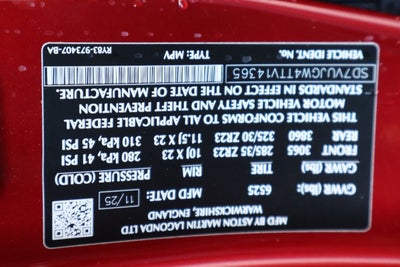 MFD BY ASTON MARTIN LAGONDA LTD
WARWICKSHIRE, ENGLAND
MFD DATE: 11/25
GVWR (lbs) 6525
GAWR (lbs) TIRE RIM PRESSURE (COLD)
FRONT 3065 285/35 ZR23 10J X 23 280 kPa, 41 PSI
REAR 3860 325/30 ZR23 11.5J X 23 310 kPa, 45 PSI
THIS VEHICLE CONFORMS TO ALL APPLICABLE FEDERAL
MOTOR VEHICLE SAFETY AND THEFT PREVENTION
STANDARDS IN EFFECT ON THE DATE OF THE MANUFACTURE
SD7VUJGW4TTV14365
VEHICLE IDENT. NO. TYPE: MPV
RY83-973407-BA